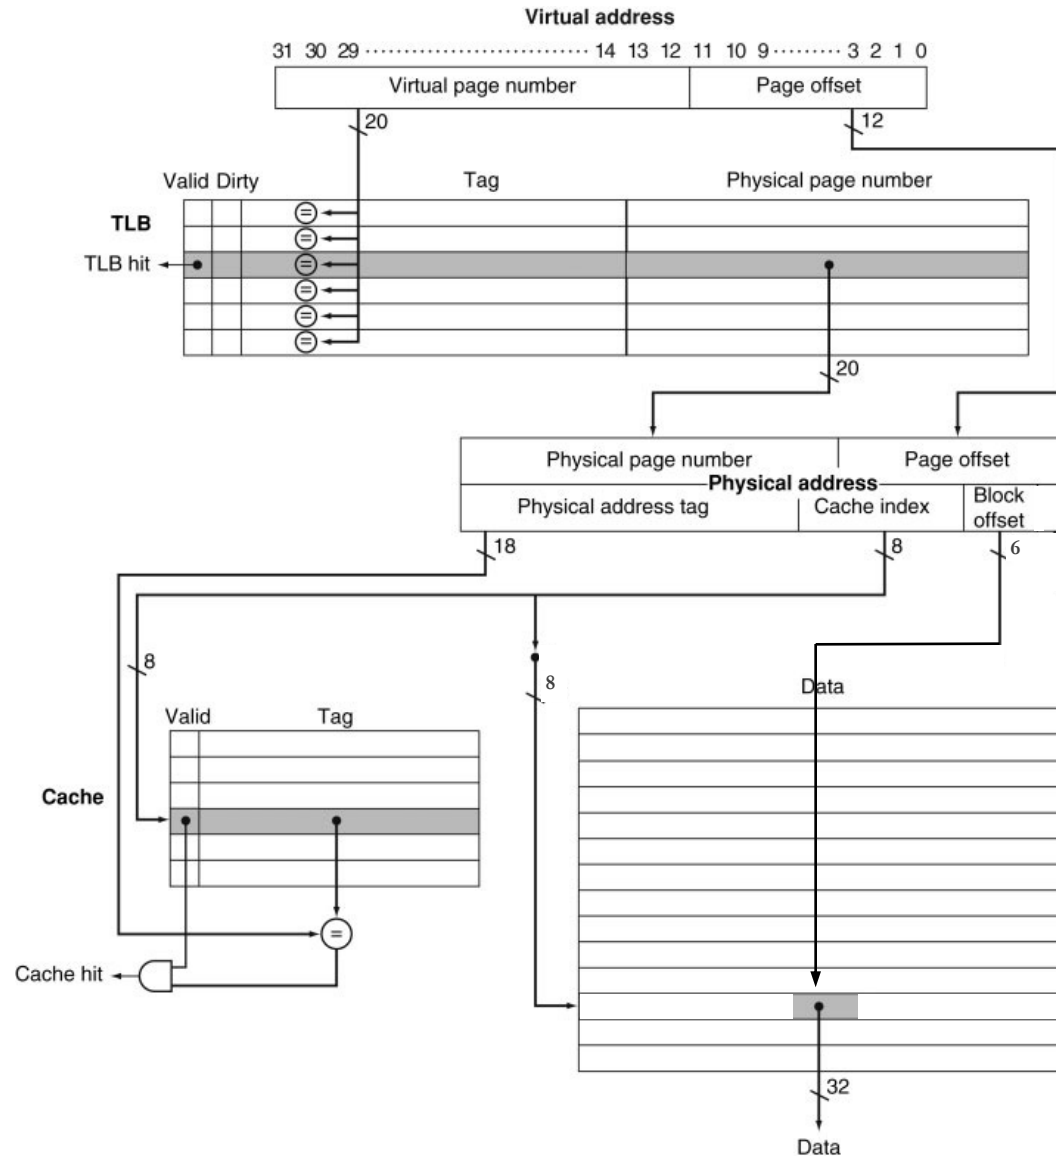 Virtual address
31 30 29 ·························· 14 13 12 11 10 9 ········· 3 2 1 0
Virtual page number Page offset
20 12
Valid Dirty Tag Physical page number
TLB
=
=
TLB hit =
=
=
=
20
Physical page number Page offset
Physical address
Physical address tag Cache index Block offset
18 8 6
8 8
Data
Valid Tag
Cache
=
Cache hit
32
Data